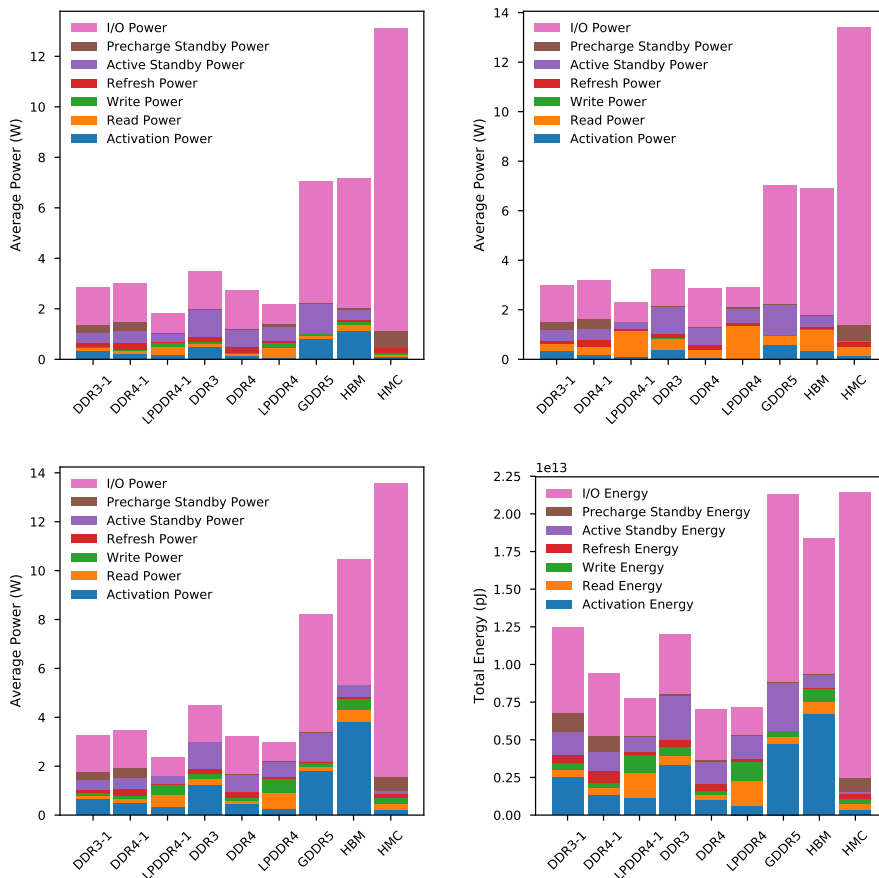 I/O Power
Precharge Standby Power
Active Standby Power
Refresh Power
Write Power
Read Power
Activation Power
Average Power (W)
12
10
8
6
4
2
0
DDR3-1
DDR4-1
LPDDR4-1
DDR3
DDR4
LPDDR4
GDDR5
HBM
HMC
I/O Power
Precharge Standby Power
Active Standby Power
Refresh Power
Write Power
Read Power
Activation Power
Average Power (W)
14
12
10
8
6
4
2
0
DDR3-1
DDR4-1
LPDDR4-1
DDR3
DDR4
LPDDR4
GDDR5
HBM
HMC
I/O Power
Precharge Standby Power
Active Standby Power
Refresh Power
Write Power
Read Power
Activation Power
Average Power (W)
14
12
10
8
6
4
2
0
DDR3-1
DDR4-1
LPDDR4-1
DDR3
DDR4
LPDDR4
GDDR5
HBM
HMC
1e13
I/O Energy
Precharge Standby Energy
Active Standby Energy
Refresh Energy
Write Energy
Read Energy
Activation Energy
Total Energy (pJ)
2.25
2.00
1.75
1.50
1.25
1.00
0.75
0.50
0.25
0.00
DDR3-1
DDR4-1
LPDDR4-1
DDR3
DDR4
LPDDR4
GDDR5
HBM
HMC